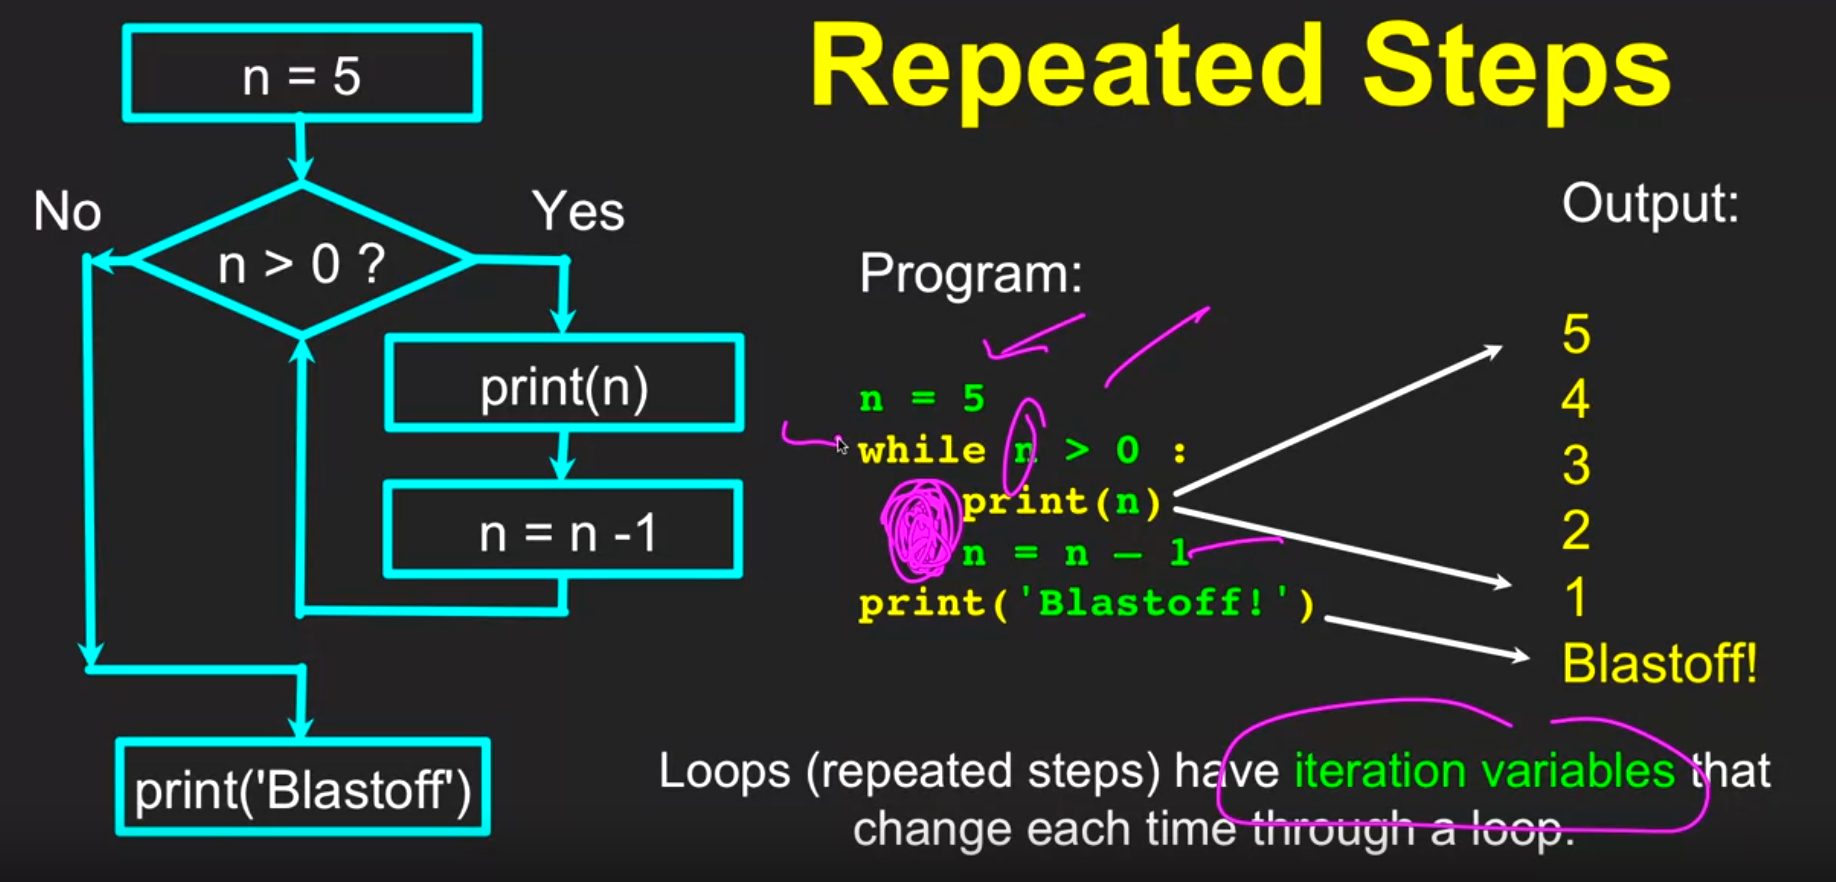 Repeated Steps
n = 5
No
Yes
n > 0 ?
print(n)
n = n -1
print('Blastoff')
Program:
n = 5
while n > 0 :
print(n)
n = n – 1
print('Blastoff!')
Output:
5
4
3
2
1
Blastoff!
Loops (repeated steps) have iteration variables that
change each time through a loop.